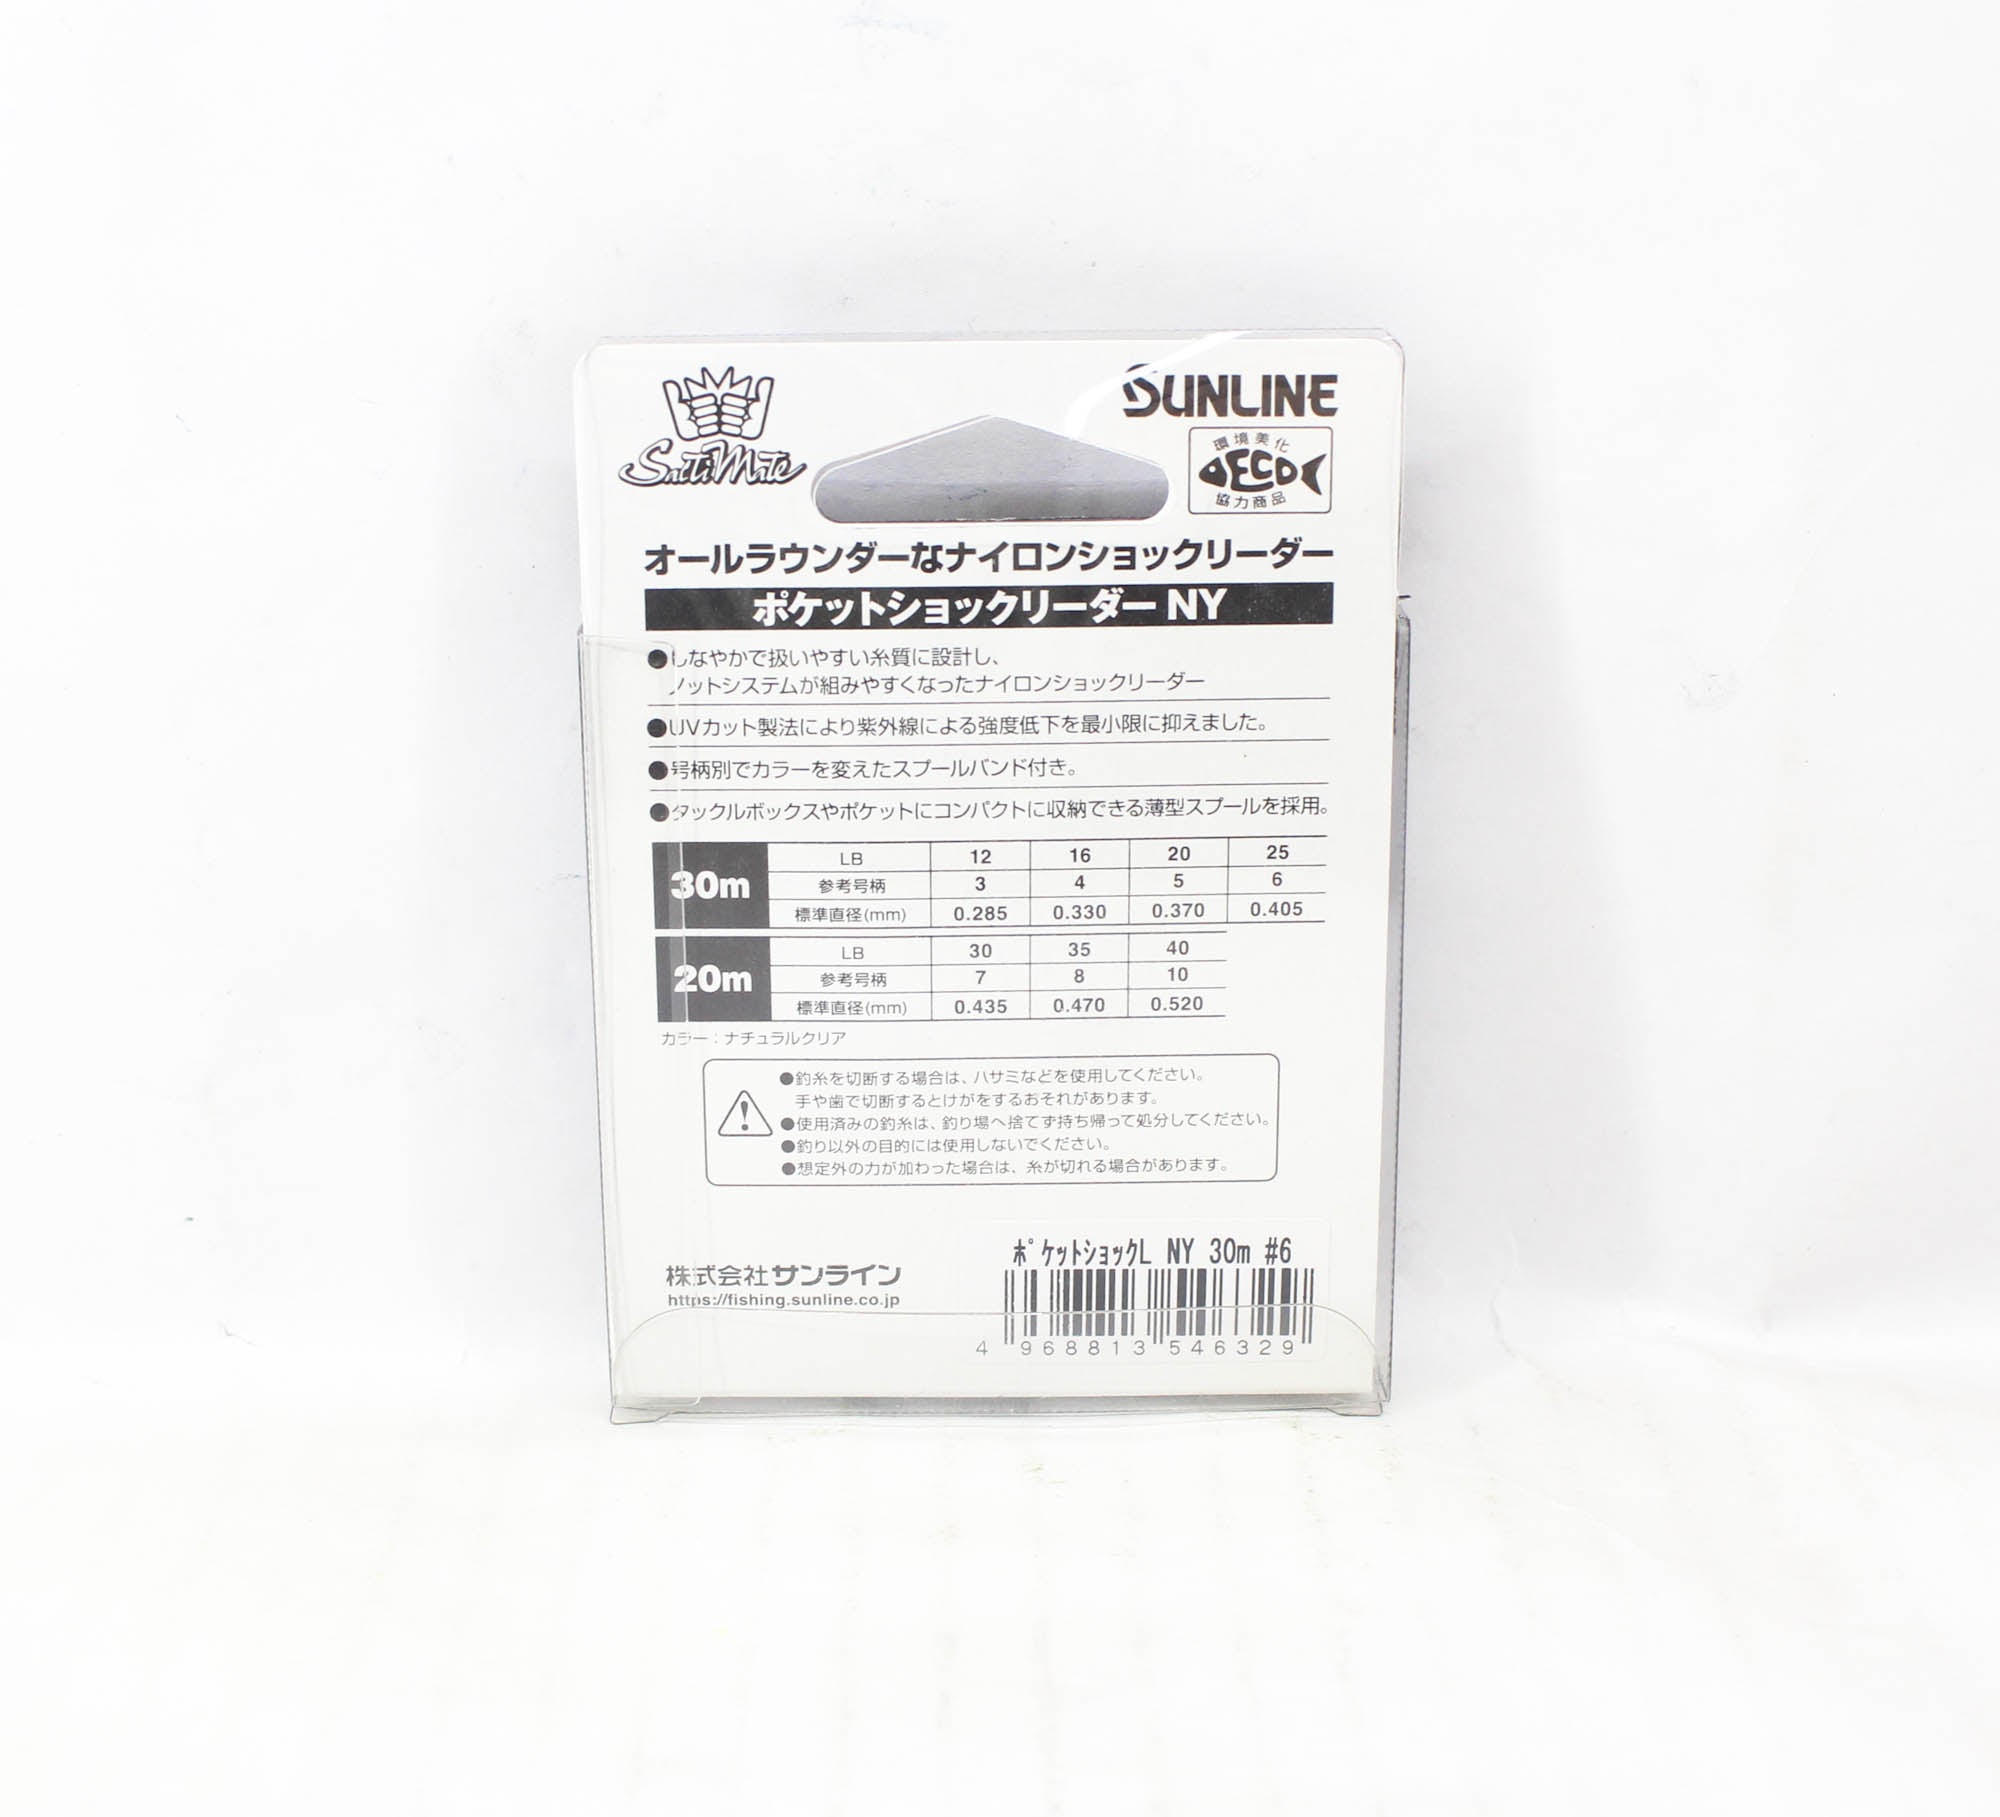 SaltiMate
SUNLINE
環境美化
ECO
協力商品
オールラウンダーなナイロンショックリーダー
ポケットショックリーダー NY
●しなやかで扱いやすい糸質に設計し、
ノットシステムが組みやすくなったナイロンショックリーダー
●UVカット製法により紫外線による強度低下を最小限に抑えました。
●号柄別でカラーを変えたスプールバンド付き。
●タックルボックスやポケットにコンパクトに収納できる薄型スプールを採用。
30m
LB 12 16 20 25
参考号柄 3 4 5 6
標準直径(mm) 0.285 0.330 0.370 0.405
20m
LB 30 35 40
参考号柄 7 8 10
標準直径(mm) 0.435 0.470 0.520
カラー：ナチュラルクリア
●釣糸を切断する場合は、ハサミなどを使用してください。
手や歯で切断するとけがをするおそれがあります。
●使用済みの釣糸は、釣り場へ捨てず持ち帰って処分してください。
●釣り以外の目的には使用しないでください。
●想定外の力が加わった場合は、糸が切れる場合があります。
ﾎﾟｹｯﾄｼｮｯｸL NY 30m #6
株式会社サンライン
https://fishing.sunline.co.jp
4 968813 546329